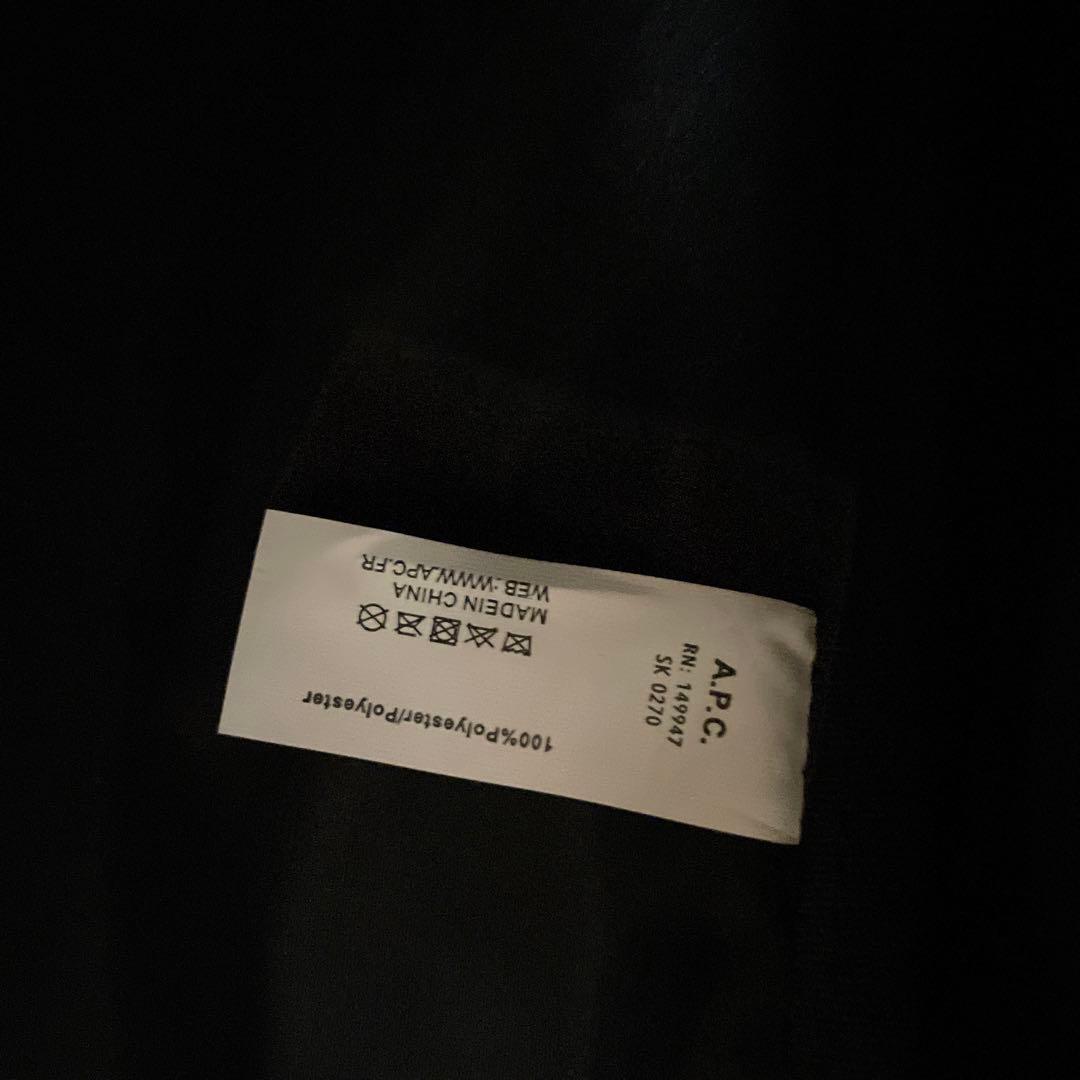 A.P.C.
RN: 149947
SK 0270
100%Polyester/Polyester
MADEIN CHINA
WEB:WWW.APC.FR